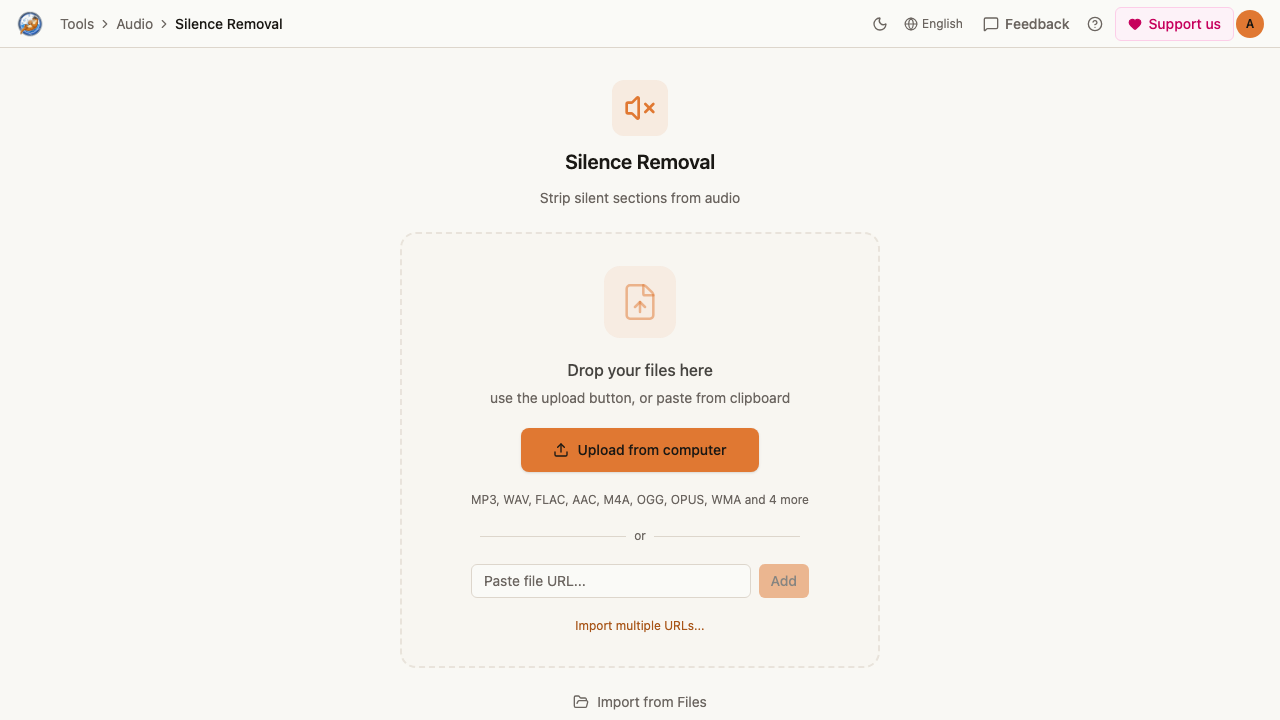 Tools > Audio > Silence Removal
English
Feedback
Support us
A
Silence Removal
Strip silent sections from audio
Drop your files here
use the upload button, or paste from clipboard
Upload from computer
MP3, WAV, FLAC, AAC, M4A, OGG, OPUS, WMA and 4 more
or
Paste file URL...
Add
Import multiple URLs...
Import from Files